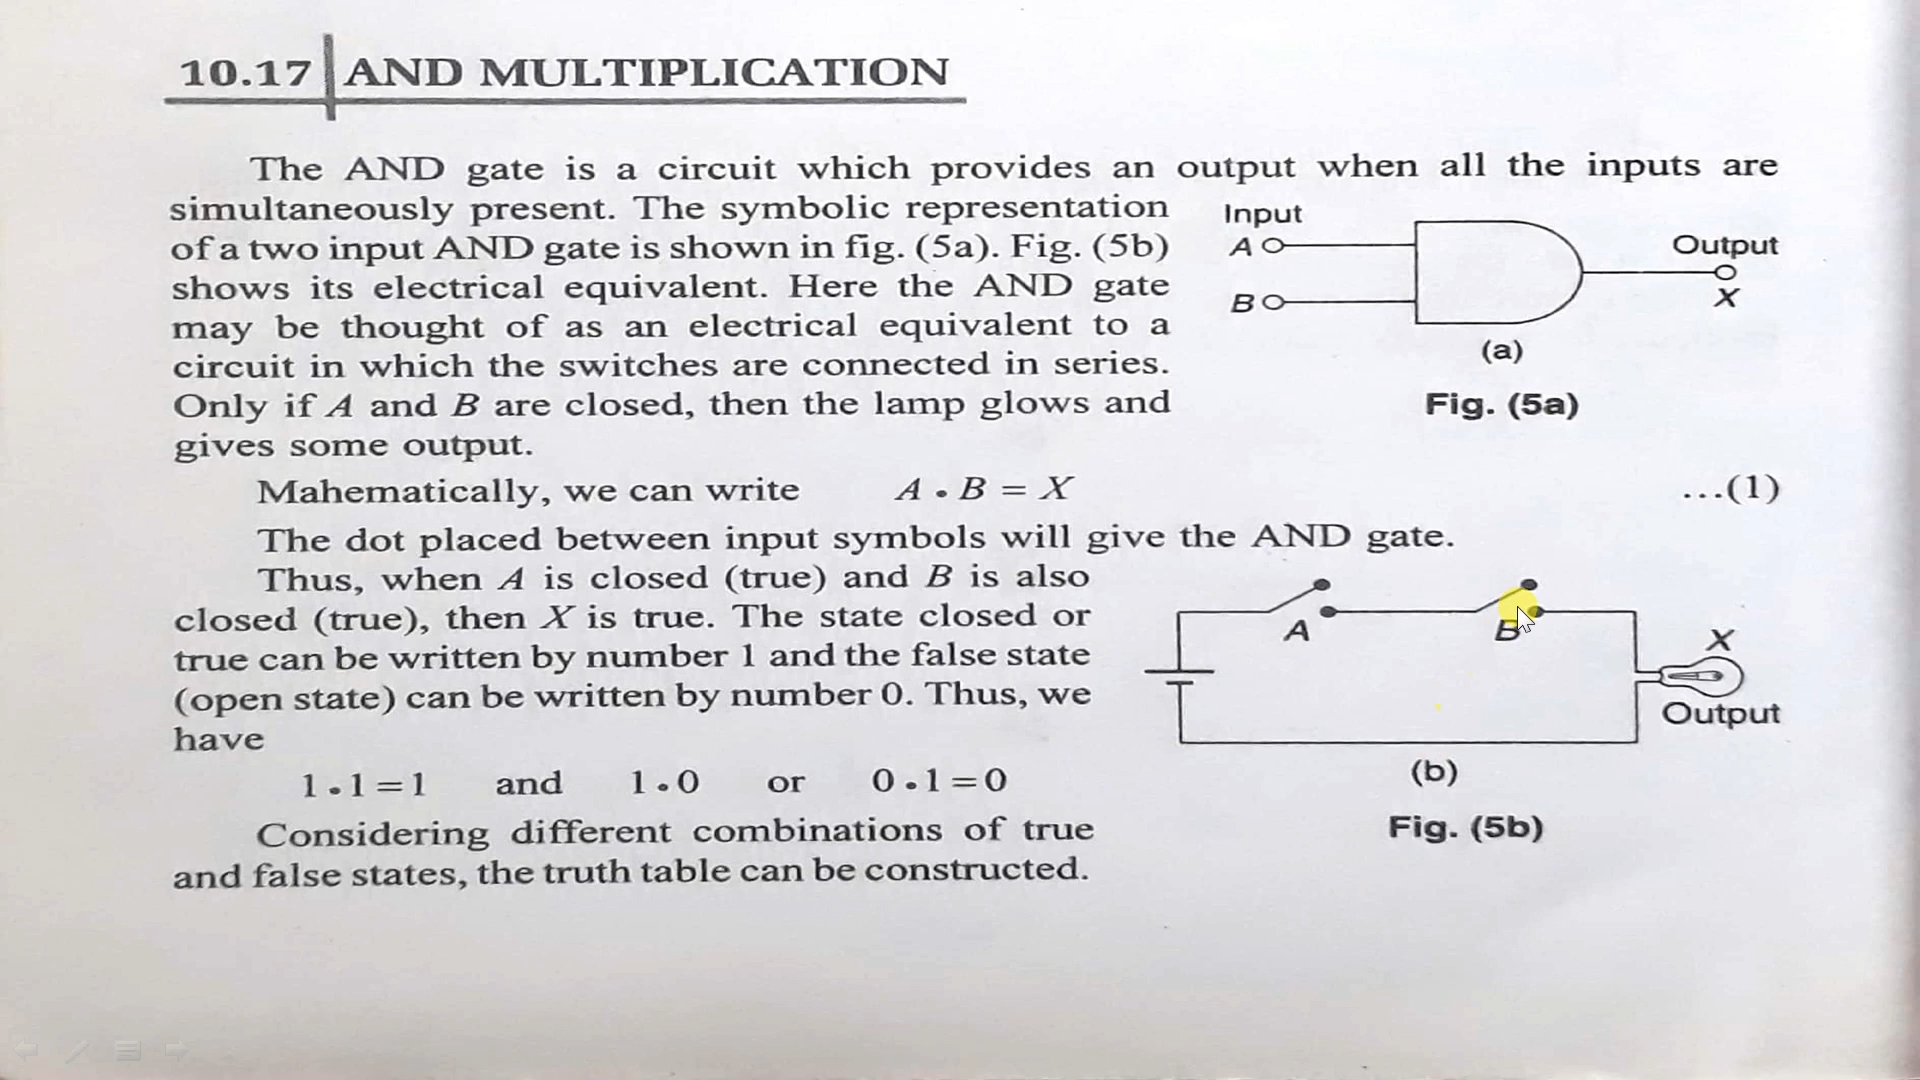 10.17 AND MULTIPLICATION
The AND gate is a circuit which provides an output when all the inputs are
simultaneously present. The symbolic representation
of a two input AND gate is shown in fig. (5a). Fig. (5b)
shows its electrical equivalent. Here the AND gate
may be thought of as an electrical equivalent to a
circuit in which the switches are connected in series.
Only if A and B are closed, then the lamp glows and
gives some output.
Input
A
B
Output
X
(a)
Fig. (5a)
Mahematically, we can write A . B = X ...(1)
The dot placed between input symbols will give the AND gate.
Thus, when A is closed (true) and B is also
closed (true), then X is true. The state closed or
true can be written by number 1 and the false state
(open state) can be written by number 0. Thus, we
have
1 . 1 = 1 and 1 . 0 or 0 . 1 = 0
Considering different combinations of true
and false states, the truth table can be constructed.
A
B
X
Output
(b)
Fig. (5b)